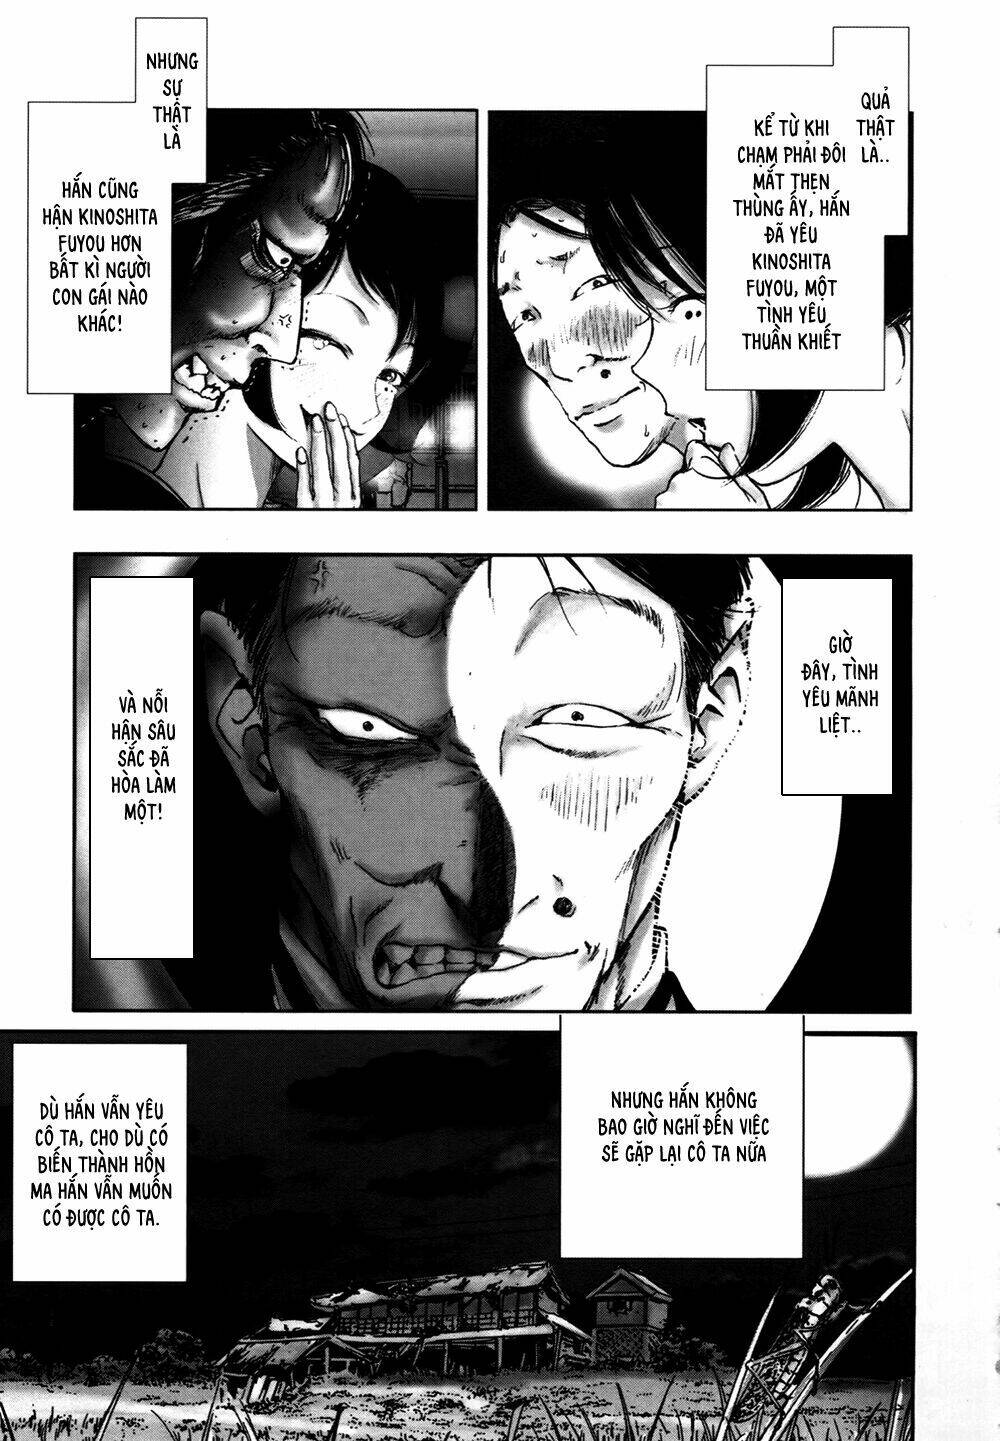 QUẢ
THẬT
LÀ..
KỂ TỪ KHI
CHẠM PHẢI ĐÔI
MẮT THẸN
THÙNG ẤY, HẮN
ĐÃ YÊU
KINOSHITA
FUYOU, MỘT
TÌNH YÊU
THUẦN KHIẾT
NHƯNG
SỰ
THẬT
LÀ
HẮN CŨNG
HẬN KINOSHITA
FUYOU HƠN
BẤT KÌ NGƯỜI
CON GÁI NÀO
KHÁC!
GIỜ
ĐÂY, TÌNH
YÊU MÃNH
LIỆT..
VÀ NỖI
HẬN SÂU
SẮC ĐÃ
HÒA LÀM
MỘT!
NHƯNG HẮN KHÔNG
BAO GIỜ NGHĨ ĐẾN VIỆC
SẼ GẶP LẠI CÔ TA NỮA
DÙ HẮN VẪN YÊU
CÔ TA, CHO DÙ CÓ
BIẾN THÀNH HỒN
MA HẮN VẪN MUỐN
CÓ ĐƯỢC CÔ TA.